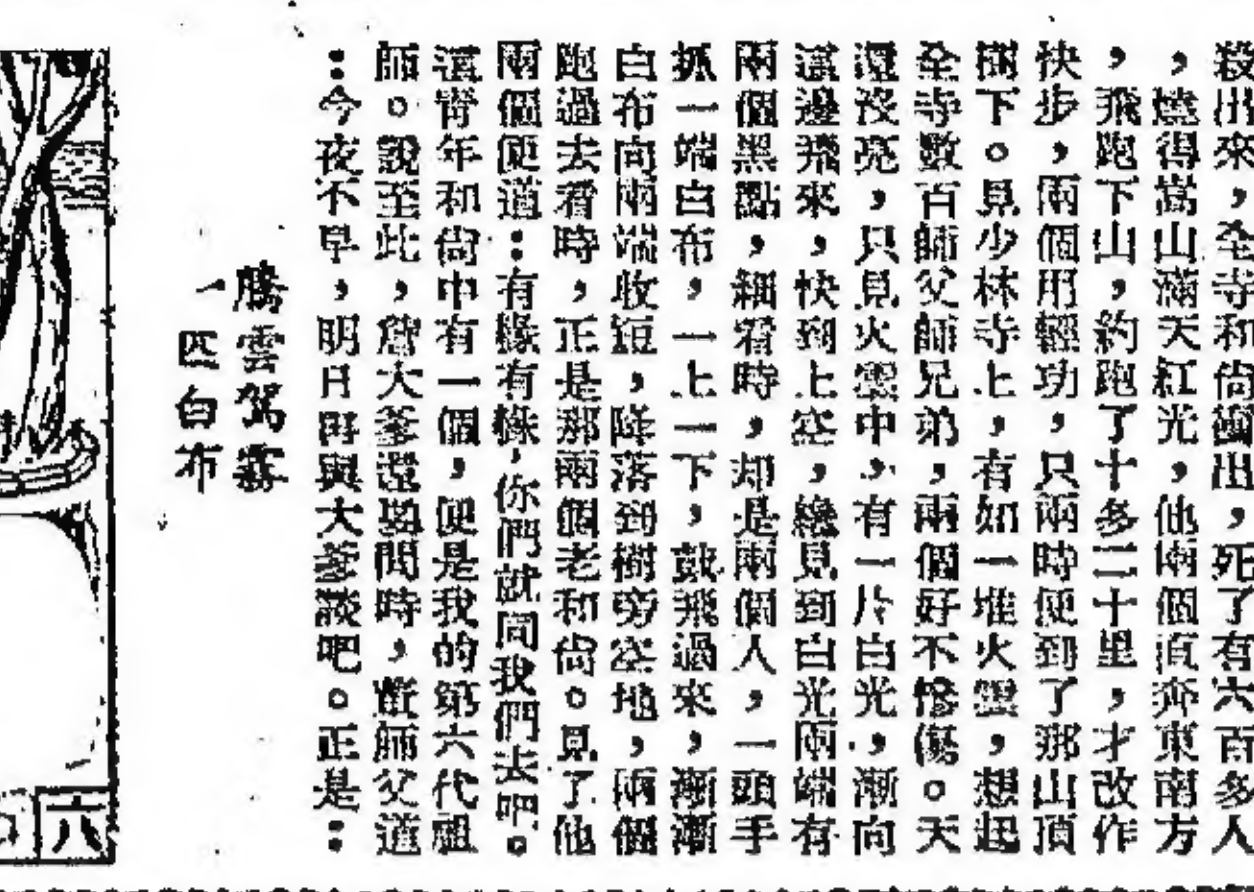 殺出來，全寺和尙衝出，死了有六百多人
，燒得嵩山滿天紅光，他兩個直奔東南方
，飛跑下山，約跑了十多二十里，才改作
快步，兩個用輕功，只兩時便到了那山頂
樹下。見少林寺上，有如一堆火雲，想起
全寺數百師父師兄弟，兩個好不慘傷。天
還沒亮，只見火雲中，有一片白光，漸向
這邊飛來，快到上空，纔見到白光兩端有
兩個黑點，細看時，却是兩個人，一頭手
抓一端白布，一上一下，鼓飛過來，漸漸
白布向兩端收短，降落到樹旁空地，兩個
跑過去看時，正是那兩個老和尙。見了他
兩個便道：有緣有緣，你們就同我們去吧。
這靑年和尙中有一個，便是我的第六代祖
師。說至此，詹大爹還要問時，師父道
：今夜不早，明日再與大爹談吧。正是：
騰雲駕霧
一匹白布
六